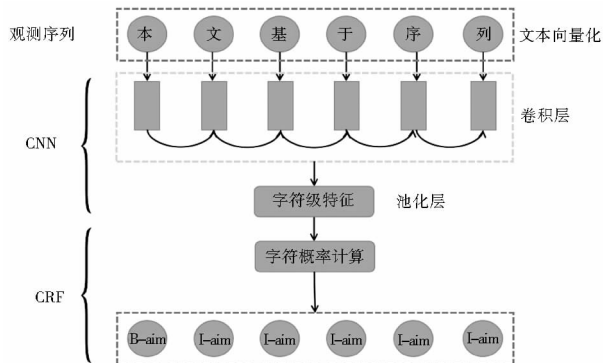 观测序列 本 文 基 于 序 列 文本向量化
卷积层
CNN
字符级特征 池化层
字符概率计算
CRF
B-aim I-aim I-aim I-aim I-aim I-aim